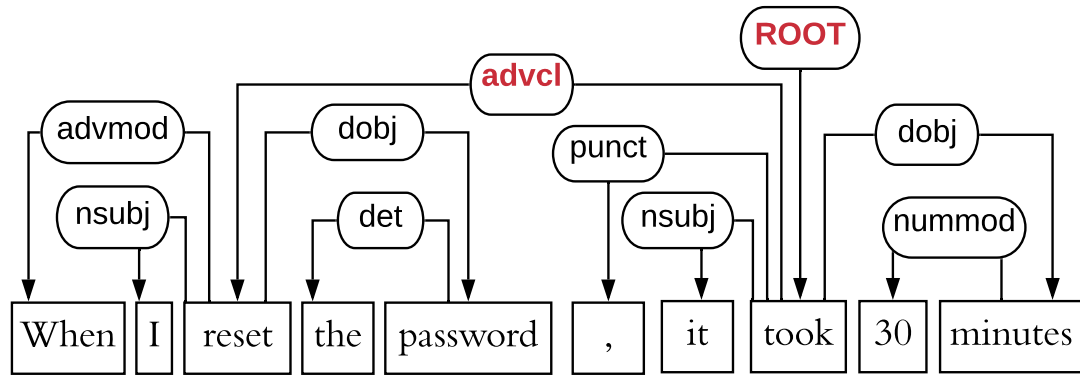 ROOT
advcl
advmod dobj dobj
punct
nsubj det nsubj nummod
When I reset the password , it took 30 minutes